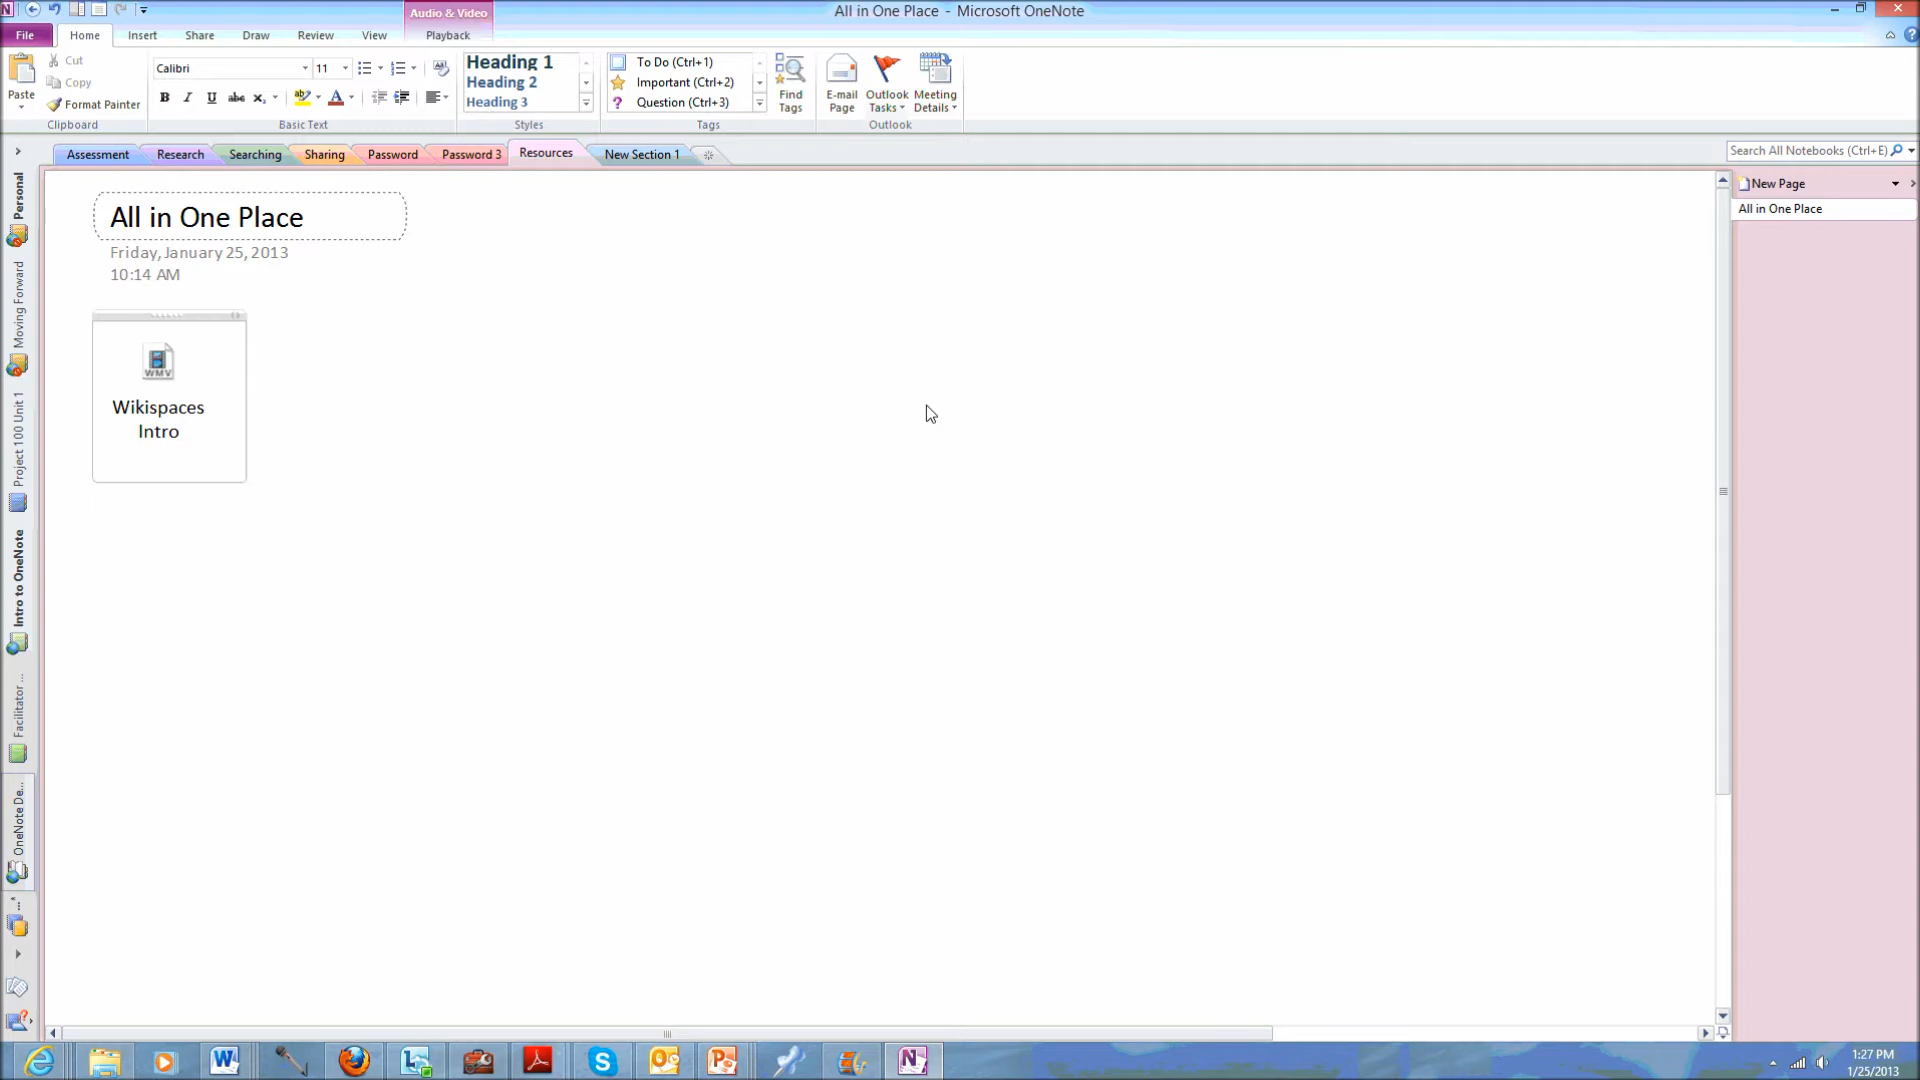 All in One Place - Microsoft OneNote
Audio & Video
File Home Insert Share Draw Review View Playback
Paste
Cut
Copy
Format Painter
Clipboard
Calibri 11
B I U abc
Basic Text
Heading 1
Heading 2
Heading 3
Styles
To Do (Ctrl+1)
Important (Ctrl+2)
Question (Ctrl+3)
Tags
Find
Tags
E-mail
Page
Outlook
Tasks
Meeting
Details
Outlook
Assessment Research Searching Sharing Password Password 3 Resources New Section 1
Search All Notebooks (Ctrl+E)
New Page
All in One Place
Personal
Moving Forward
Project 100 Unit 1
Intro to OneNote
Facilitator ...
OneNote De...
All in One Place
Friday, January 25, 2013
10:14 AM
WMV
Wikispaces
Intro
1:27 PM
1/25/2013